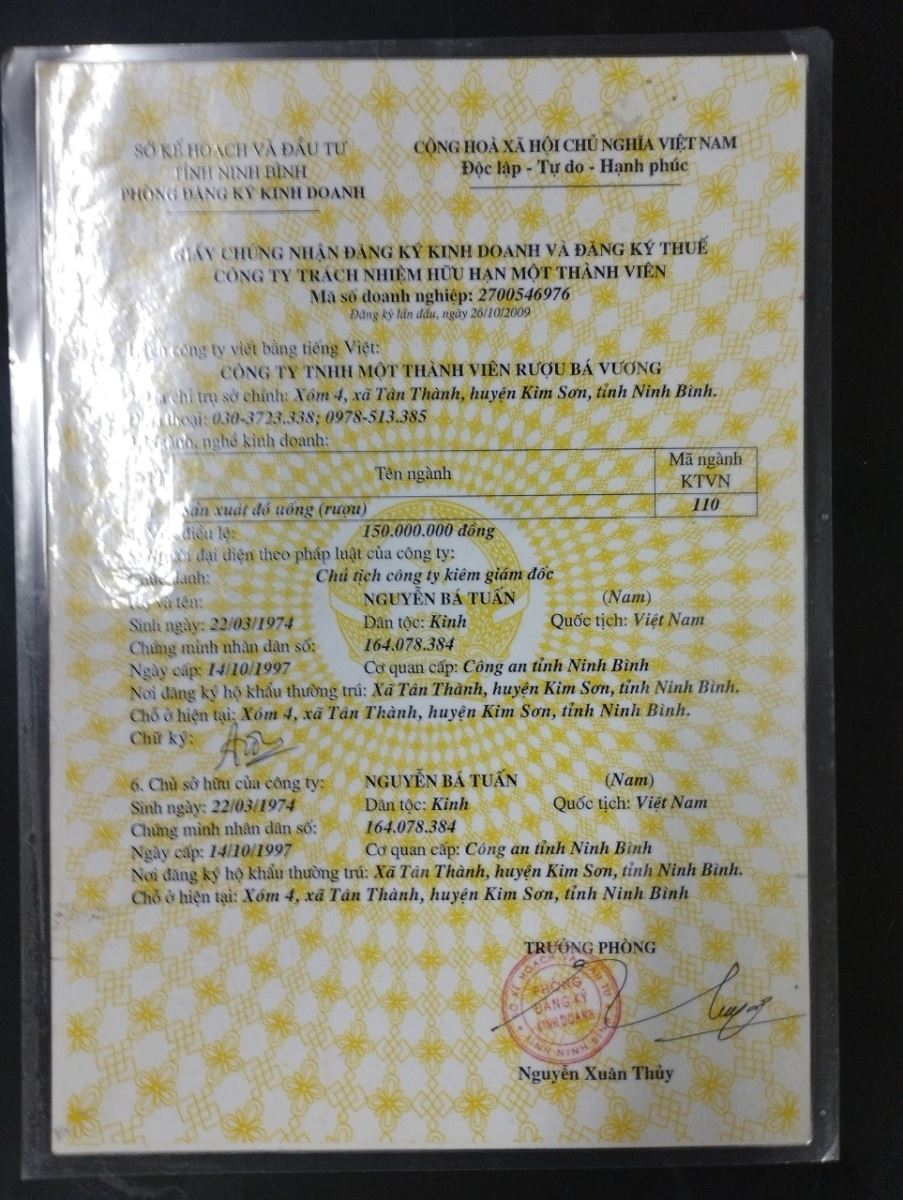 SỞ KẾ HOẠCH VÀ ĐẦU TƯ
TỈNH NINH BÌNH
PHÒNG ĐĂNG KÝ KINH DOANH
CỘNG HOÀ XÃ HỘI CHỦ NGHĨA VIỆT NAM
Độc lập - Tự do - Hạnh phúc
GIẤY CHỨNG NHẬN ĐĂNG KÝ KINH DOANH VÀ ĐĂNG KÝ THUẾ
CÔNG TY TRÁCH NHIỆM HỮU HẠN MỘT THÀNH VIÊN
Mã số doanh nghiệp: 2700546976
Đăng ký lần đầu, ngày 26/10/2009
công ty viết bằng tiếng Việt:
CÔNG TY TNHH MỘT THÀNH VIÊN RƯỢU BÁ VƯƠNG
chỉ trụ sở chính: Xóm 4, xã Tân Thành, huyện Kim Sơn, tỉnh Ninh Bình.
thoại: 030-3723.338; 0978-513.385
nghề kinh doanh:
Tên ngành
Mã ngành KTVN
Sản xuất đồ uống (rượu)
110
điều lệ: 150.000.000 đồng
đại diện theo pháp luật của công ty:
Chức danh: Chủ tịch công ty kiêm giám đốc
Họ và tên: NGUYỄN BÁ TUẤN (Nam)
Sinh ngày: 22/03/1974 Dân tộc: Kinh Quốc tịch: Việt Nam
Chứng minh nhân dân số: 164.078.384
Ngày cấp: 14/10/1997 Cơ quan cấp: Công an tỉnh Ninh Bình
Nơi đăng ký hộ khẩu thường trú: Xã Tân Thành, huyện Kim Sơn, tỉnh Ninh Bình.
Chỗ ở hiện tại: Xóm 4, xã Tân Thành, huyện Kim Sơn, tỉnh Ninh Bình.
Chữ ký:
6. Chủ sở hữu của công ty: NGUYỄN BÁ TUẤN (Nam)
Sinh ngày: 22/03/1974 Dân tộc: Kinh Quốc tịch: Việt Nam
Chứng minh nhân dân số: 164.078.384
Ngày cấp: 14/10/1997 Cơ quan cấp: Công an tỉnh Ninh Bình
Nơi đăng ký hộ khẩu thường trú: Xã Tân Thành, huyện Kim Sơn, tỉnh Ninh Bình.
Chỗ ở hiện tại: Xóm 4, xã Tân Thành, huyện Kim Sơn, tỉnh Ninh Bình
TRƯỞNG PHÒNG
PHÒNG
ĐĂNG KÝ
KINH DOANH
Nguyễn Xuân Thủy